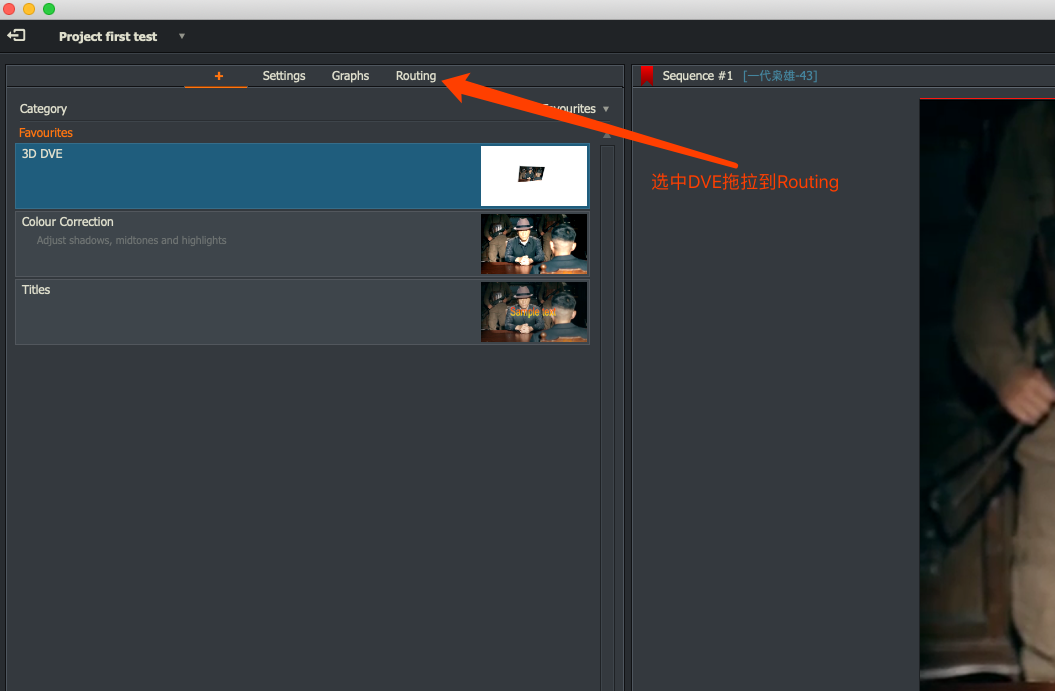 Project first test
+ Settings Graphs Routing
Sequence #1 [一代枭雄-43]
Category
Favourites
Favourites
3D DVE
选中DVE拖拉到Routing
Colour Correction
Adjust shadows, midtones and highlights
Titles
Sample text